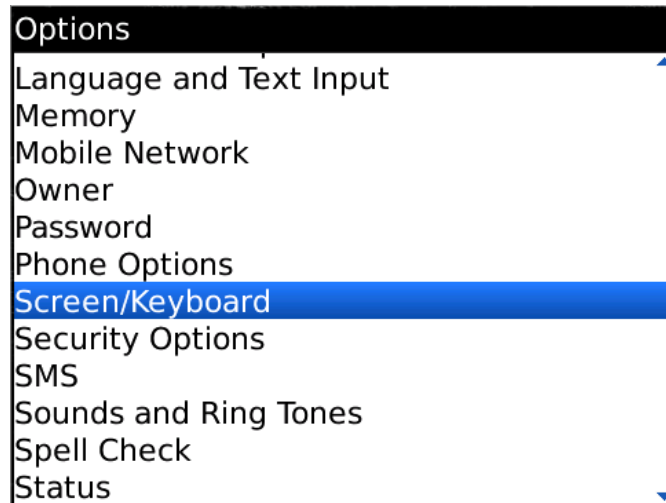 Options
Language and Text Input
Memory
Mobile Network
Owner
Password
Phone Options
Screen/Keyboard
Security Options
SMS
Sounds and Ring Tones
Spell Check
Status